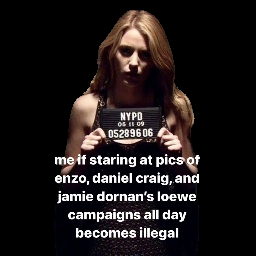 NYPD
05 11 09
05289606
me if staring at pics of
enzo, daniel craig, and
jamie dornan's loewe
campaigns all day
becomes illegal